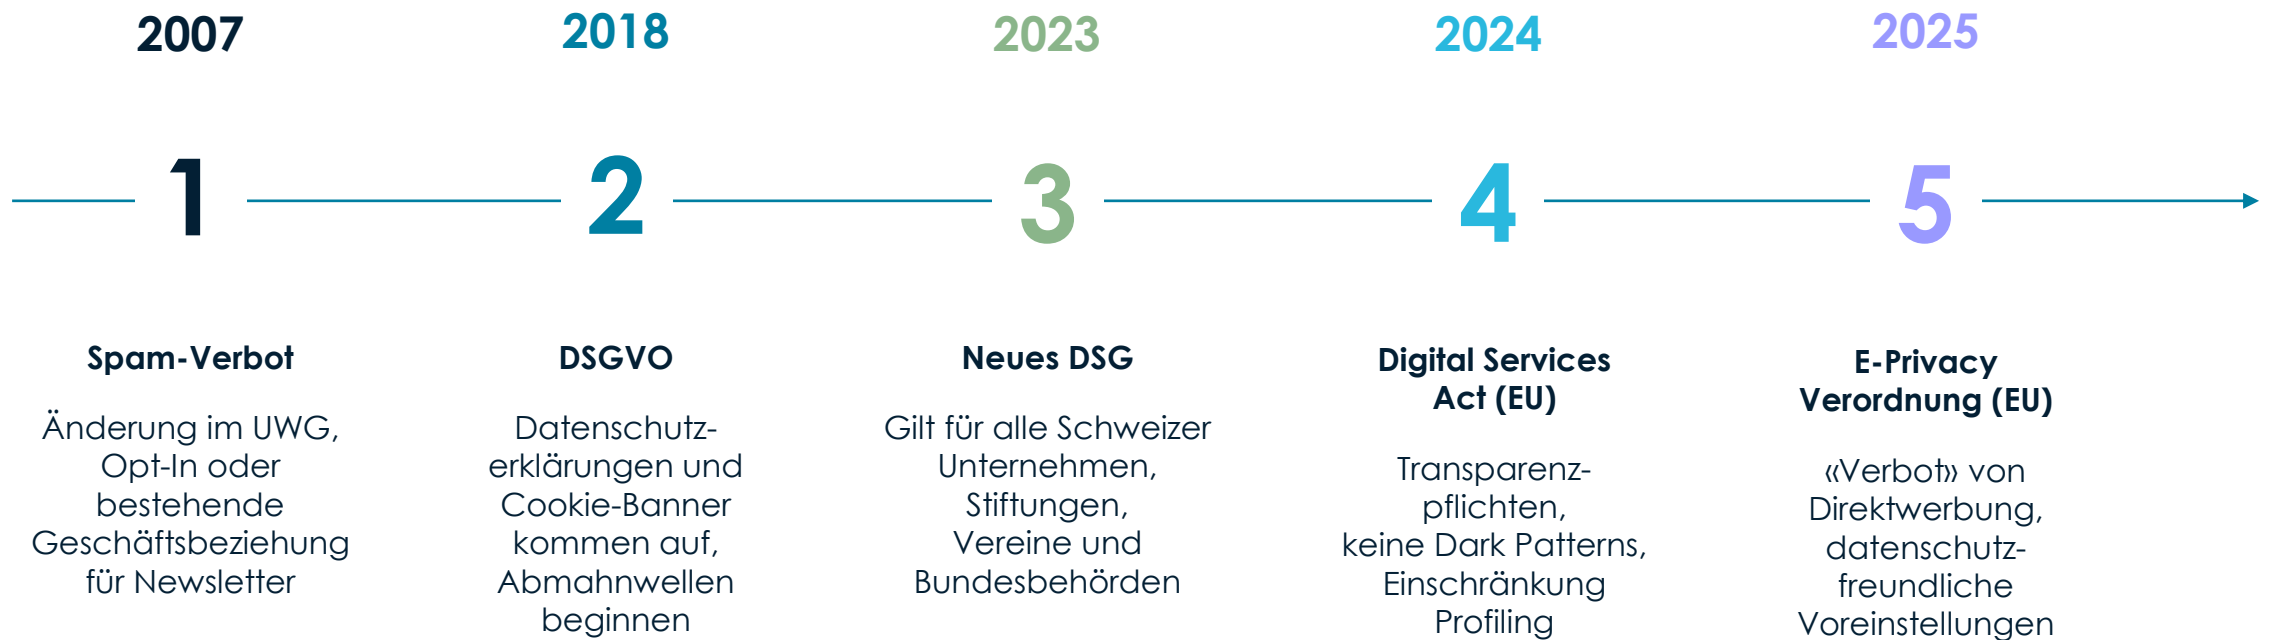 2007
2018
2023
2024
2025
1
2
3
4
5
Spam-Verbot
Änderung im UWG,
Opt-In oder
bestehende
Geschäftsbeziehung
für Newsletter
DSGVO
Datenschutz-
erklärungen und
Cookie-Banner
kommen auf,
Abmahnwellen
beginnen
Neues DSG
Gilt für alle Schweizer
Unternehmen,
Stiftungen,
Vereine und
Bundesbehörden
Digital Services
Act (EU)
Transparenz-
pflichten,
keine Dark Patterns,
Einschränkung
Profiling
E-Privacy
Verordnung (EU)
«Verbot» von
Direktwerbung,
datenschutz-
freundliche
Voreinstellungen